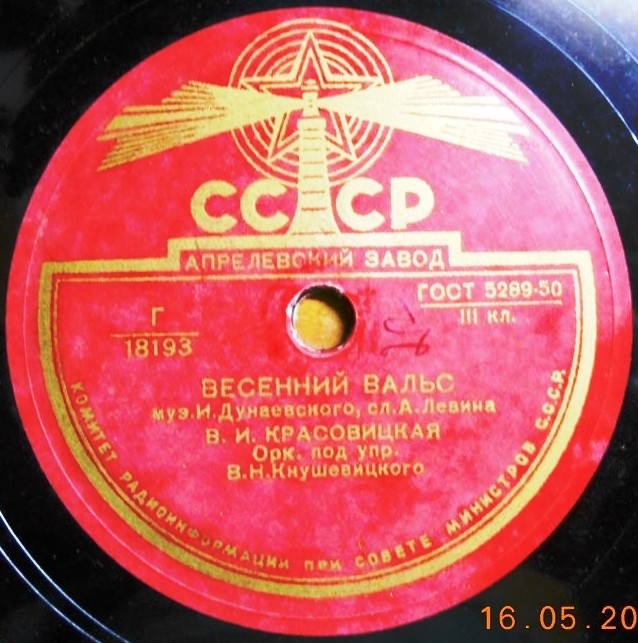 СССР
АПРЕЛЕВСКИЙ ЗАВОД
Г
18193
ГОСТ 5289-50
III кл.
ВЕСЕННИЙ ВАЛЬС
муз.И.Дунаевского, сл.А.Левина
В. И. КРАСОВИЦКАЯ
Орк. под упр.
В.Н.Кнушевицкого
КОМИТЕТ РАДИОИНФОРМАЦИИ ПРИ СОВЕТЕ МИНИСТРОВ С.С.С.Р.
16.05.20